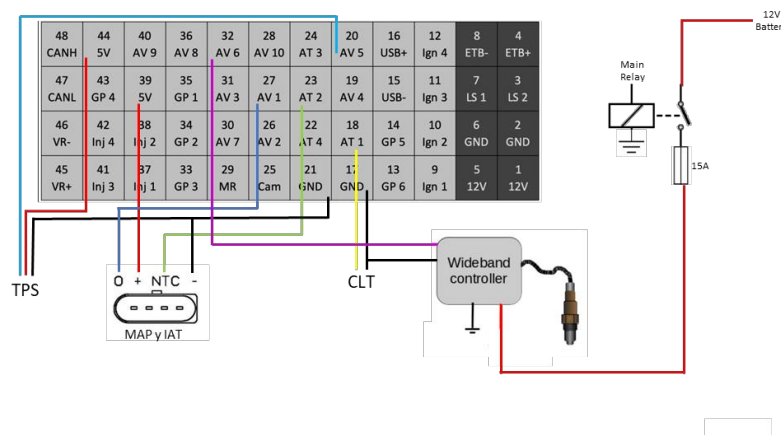 48 44 40 36 32 28 24 20 16 12 8 4
CANH 5V AV 9 AV 8 AV 6 AV 10 AT 3 AV 5 USB+ Ign 4 ETB- ETB+
47 43 39 35 31 27 23 19 15 11 7 3
CANL GP 4 5V GP 1 AV 3 AV 1 AT 2 AV 4 USB- Ign 3 LS 1 LS 2
46 42 38 34 30 26 22 18 14 10 6 2
VR- Inj 4 Inj 2 GP 2 AV 7 AV 2 AT 4 AT 1 GP 5 Ign 2 GND GND
45 41 37 33 29 25 21 17 13 9 5 1
VR+ Inj 3 Inj 1 GP 3 MR Cam GND GND GP 6 Ign 1 12V 12V
12V
Batter
Main
Relay
15A
TPS
O + NTC -
MAP y IAT
CLT
Wideband
controller